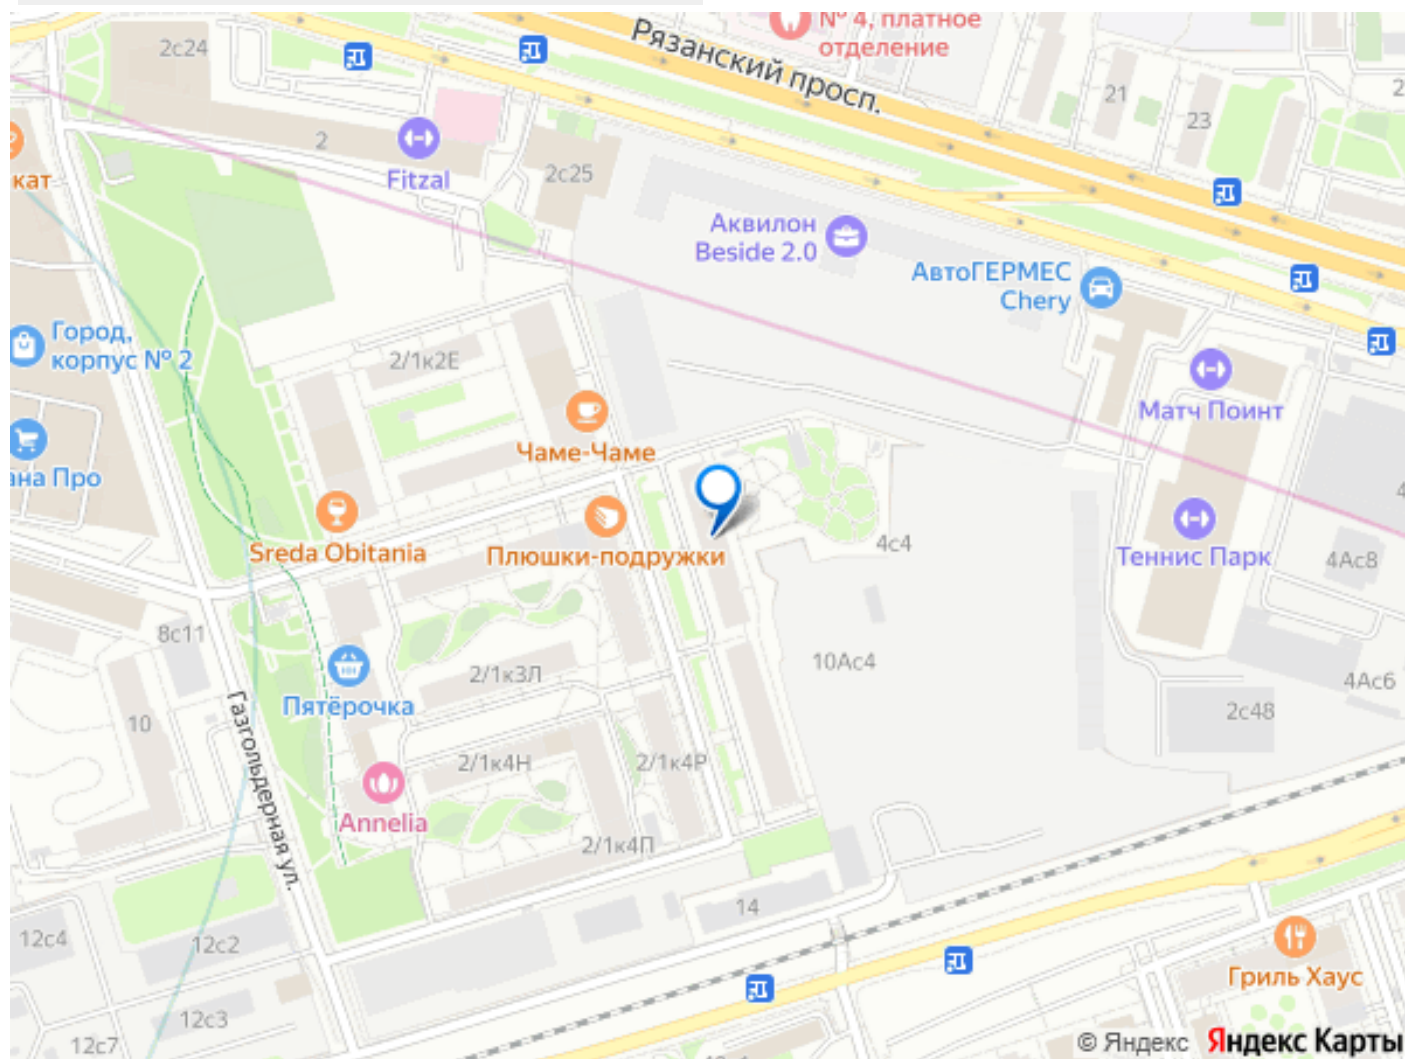 № 4, платное
отделение
Рязанский просп.
2с24
21
23
2
2
Fitzal
2с25
кат
Аквилон
Beside 2.0
АвтоГЕРМЕС
Chery
Город,
корпус № 2
2/1к2Е
Матч Поинт
Чаме-Чаме
ана Про
Sreda Obitania
Плюшки-подружки
4с4
Теннис Парк
4Ас8
8с11
10Ас4
2/1к3Л
4Ас6
Пятёрочка
2с48
10
Газгольдерная ул.
2/1к4Н
2/1к4Р
Annelia
2/1к4П
14
12с4
12с2
Гриль Хаус
12с3
12с7
© Яндекс Яндекс Карты